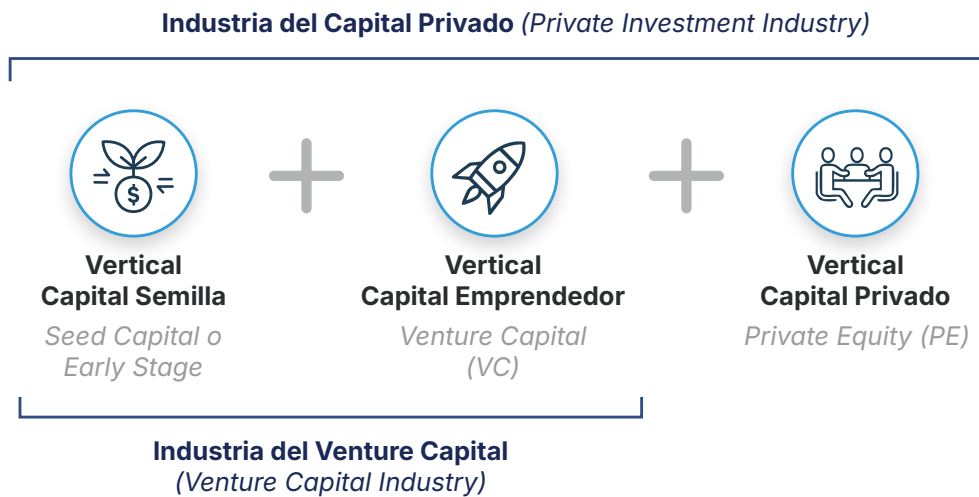 Industria del Capital Privado (Private Investment Industry)
$
Vertical
Capital Semilla
Seed Capital o
Early Stage
Vertical
Capital Emprendedor
Venture Capital
(VC)
Vertical
Capital Privado
Private Equity (PE)
Industria del Venture Capital
(Venture Capital Industry)